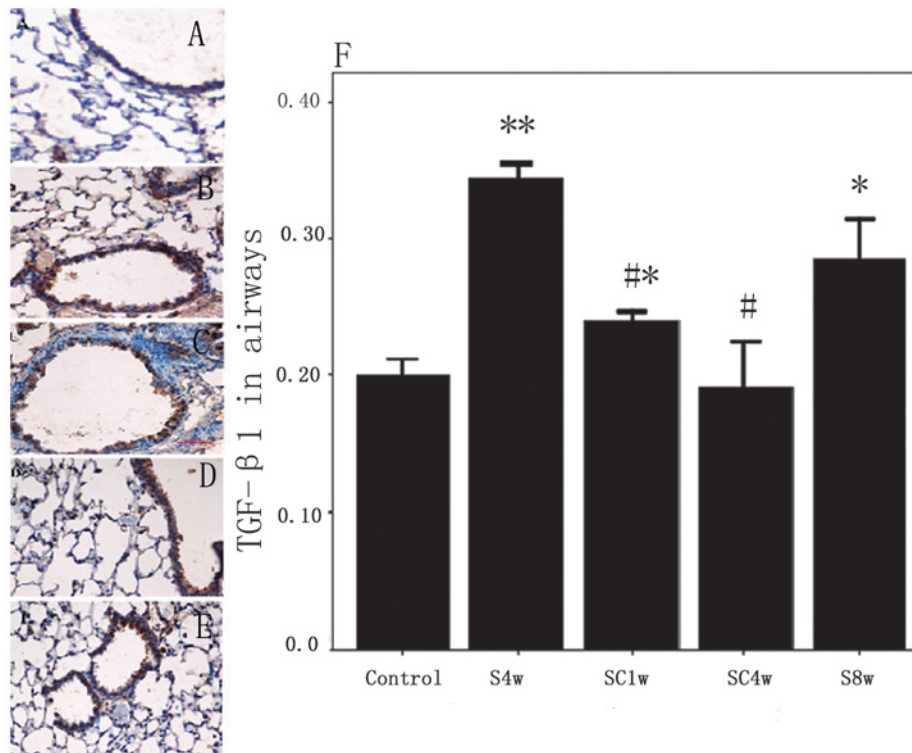 A
B
C
D
E
F
TGF-β1 in airways
0.40
0.30
0.20
0.10
0.0
**
#*
#
*
Control S4w SC1w SC4w S8w